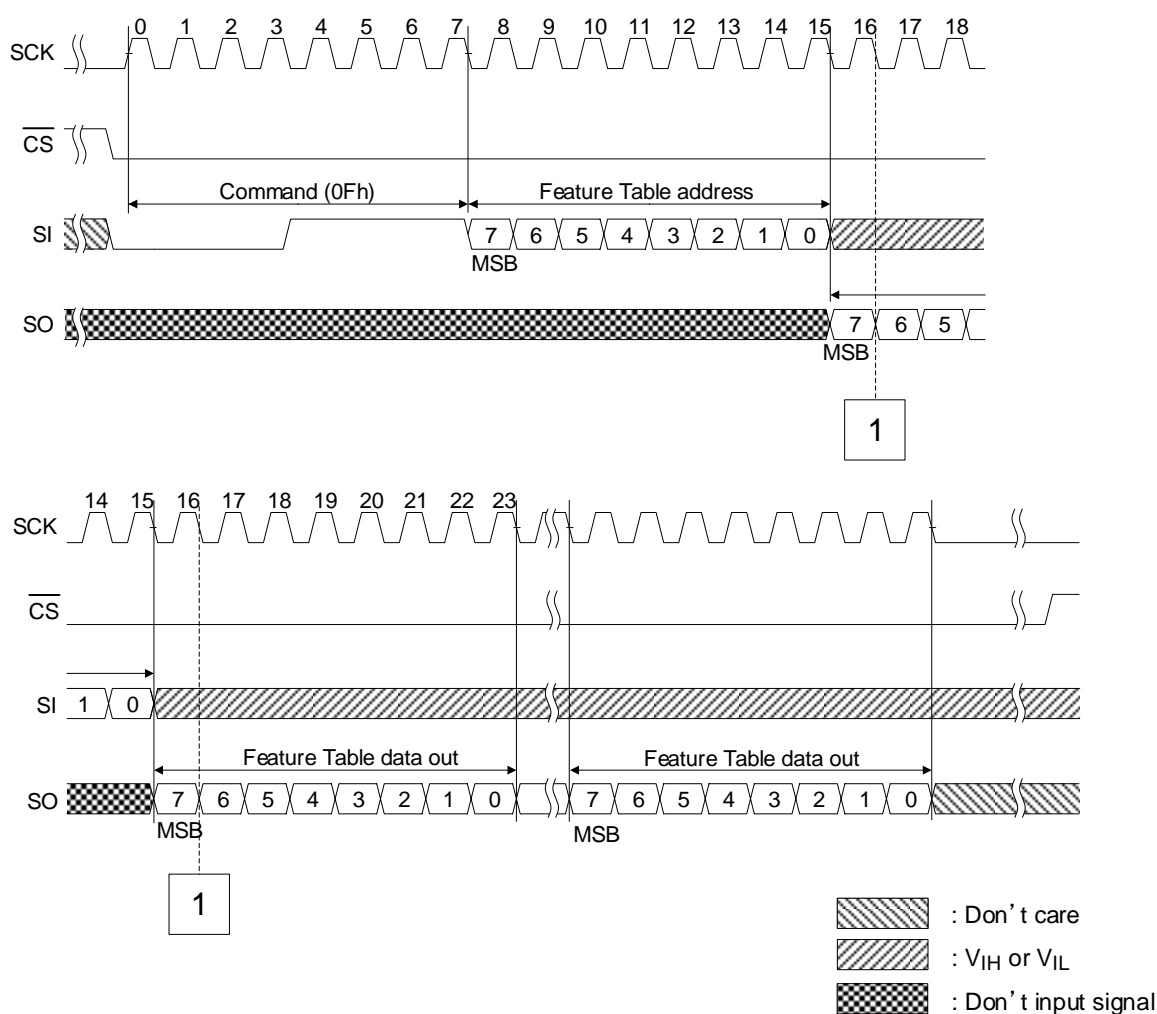 0 1 2 3 4 5 6 7 8 9 10 11 12 13 14 15 16 17 18
SCK
CS
Command (0Fh) Feature Table address
SI 7 6 5 4 3 2 1 0
MSB
SO 7 6 5
MSB
1
14 15 16 17 18 19 20 21 22 23
SCK
CS
SI 1 0
Feature Table data out Feature Table data out
SO 7 6 5 4 3 2 1 0 7 6 5 4 3 2 1 0
MSB MSB
1
: Don't care
: VIH or VIL
: Don't input signal